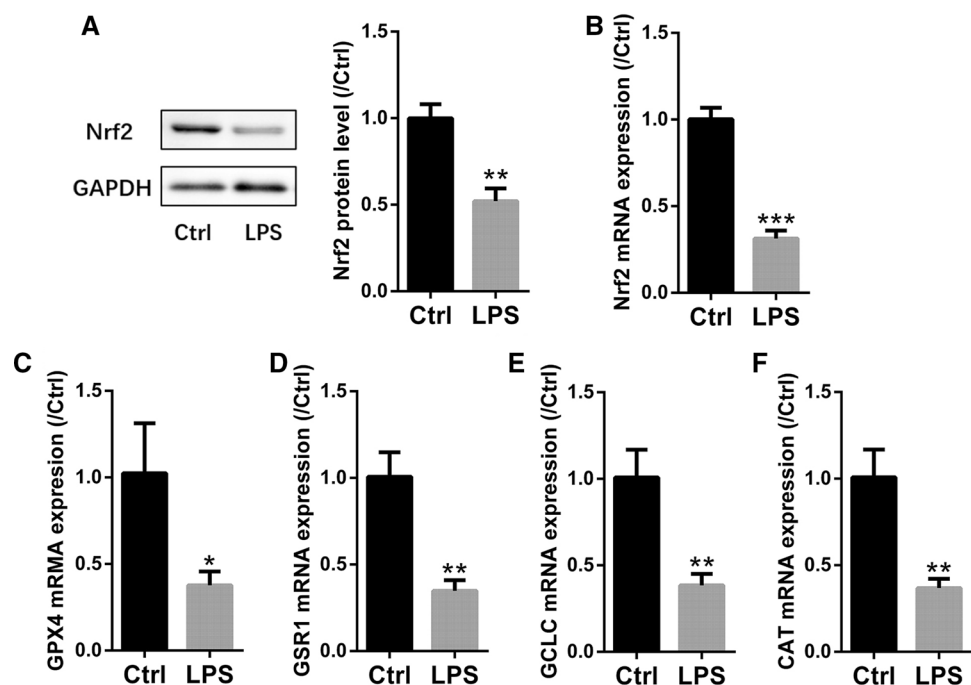 A
Nrf2
GAPDH
Ctrl LPS
Nrf2 protein level (/Ctrl)
1.5
1.0
0.5
0.0
**
Ctrl LPS
B
Nrf2 mRNA expression (/Ctrl)
1.5
1.0
0.5
0.0
***
Ctrl LPS
C
GPX4 mRMA expression (/Ctrl)
1.5
1.0
0.5
0.0
*
Ctrl LPS
D
GSR1 mRNA expression (/Ctrl)
1.5
1.0
0.5
0.0
**
Ctrl LPS
E
GCLC mRNA expression (/Ctrl)
1.5
1.0
0.5
0.0
**
Ctrl LPS
F
CAT mRNA expression (/Ctrl)
1.5
1.0
0.5
0.0
**
Ctrl LPS